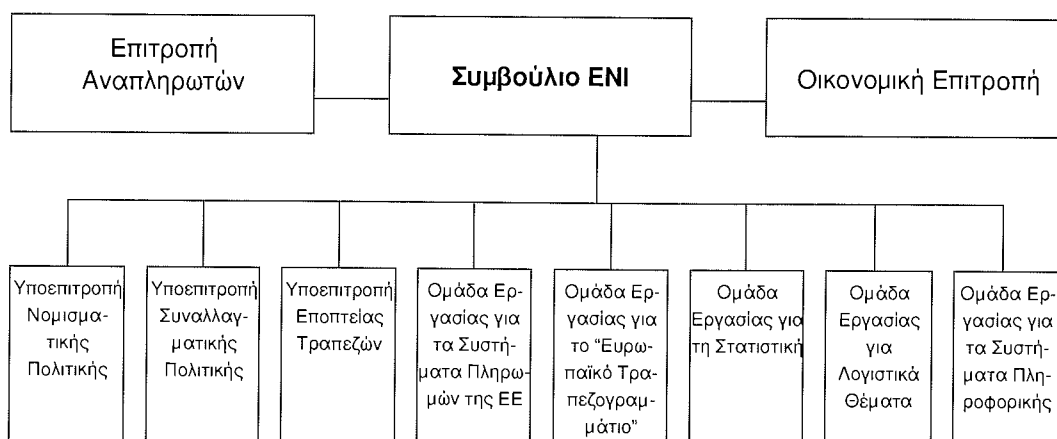 Επιτροπή
Αναπληρωτών
Συμβούλιο ΕΝΙ
Οικονομική Επιτροπή
Υποεπιτροπή
Νομισμα-
τικής
Πολιτικής
Υποεπιτροπή
Συναλλαγ-
ματικής
Πολιτικής
Υποεπιτροπή
Εποπτείας
Τραπεζών
Ομάδα Ερ-
γασίας για
τα Συστή-
ματα Πληρω-
μών της ΕΕ
Ομάδα Ερ-
γασίας για
το “Ευρω-
παϊκό Τρα-
πεζογραμ-
μάτιο”
Ομάδα
Εργασίας για
τη Στατιστική
Ομάδα
Εργασίας
για
Λογιστικά
Θέματα
Ομάδα Ερ-
γασίας για
τα Συστή-
ματα Πλη-
ροφορικής